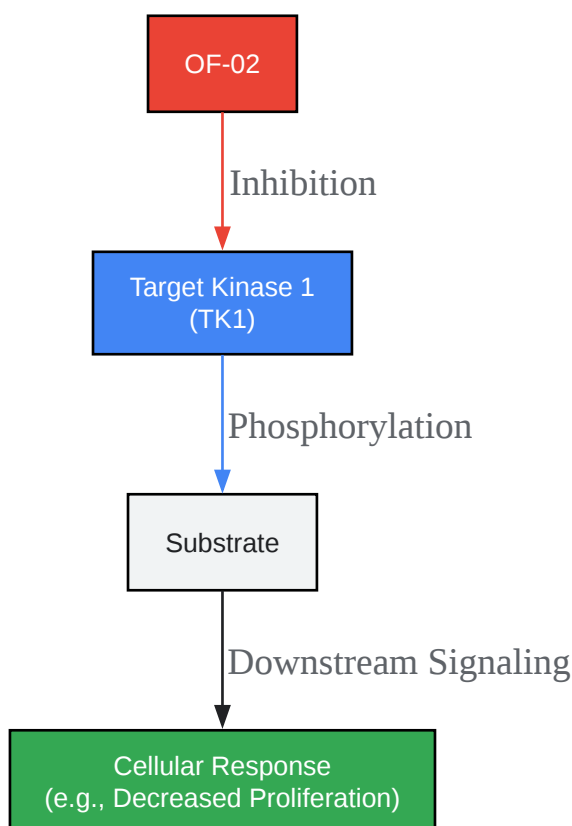 OF-02
Inhibition
Target Kinase 1
(TK1)
Phosphorylation
Substrate
Downstream Signaling
Cellular Response
(e.g., Decreased Proliferation)